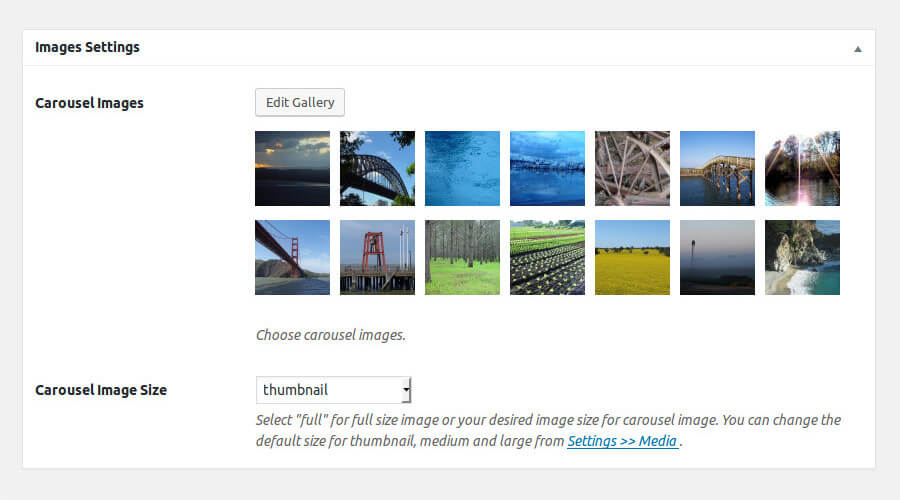 Images Settings
Carousel Images
Edit Gallery
Choose carousel images.
Carousel Image Size
thumbnail
Select "full" for full size image or your desired image size for carousel image. You can change the
default size for thumbnail, medium and large from Settings >> Media .